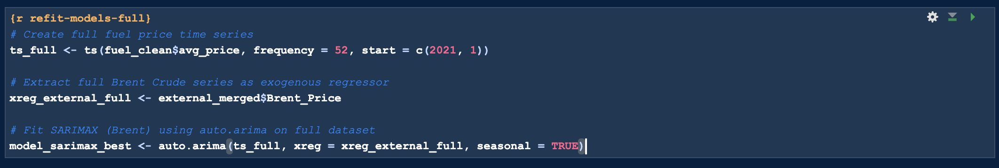 {r refit-models-full}
# Create full fuel price time series
ts_full <- ts(fuel_clean$avg_price, frequency = 52, start = c(2021, 1))
# Extract full Brent Crude series as exogenous regressor
xreg_external_full <- external_merged$Brent_Price
# Fit SARIMAX (Brent) using auto.arima on full dataset
model_sarimax_best <- auto.arima(ts_full, xreg = xreg_external_full, seasonal = TRUE)